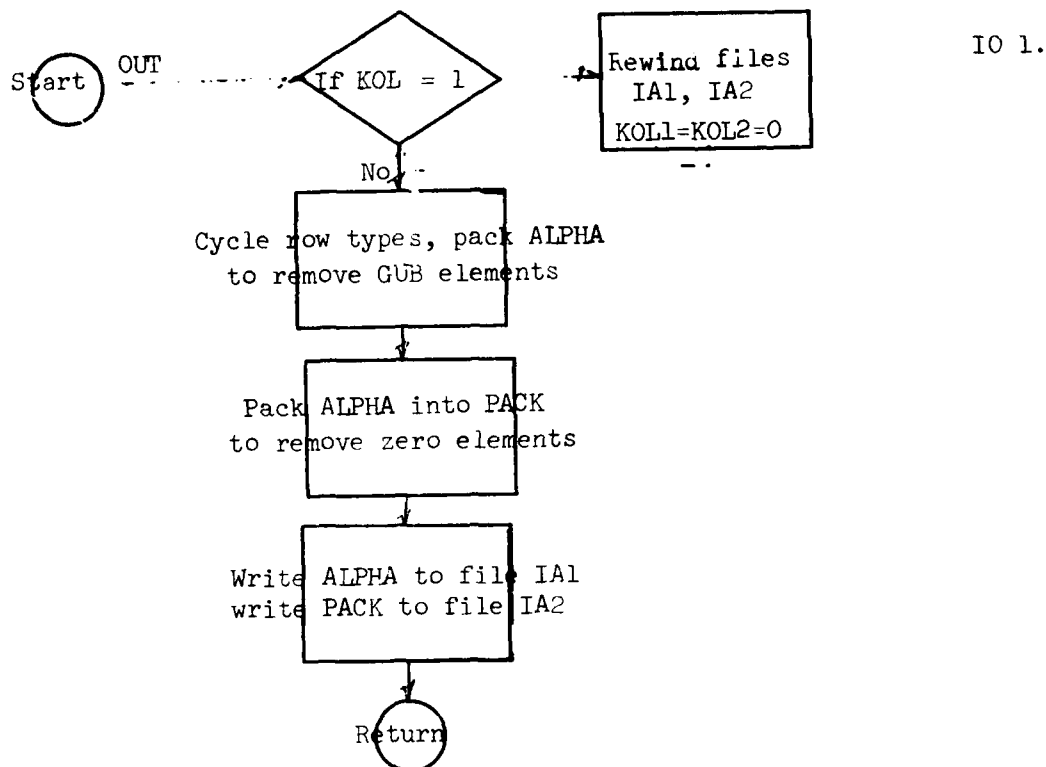 IO 1.
Start
OUT
If KOL = 1
Rewind files
IA1, IA2
KOL1=KOL2=0
No
Cycle row types, pack ALPHA
to remove GUB elements
Pack ALPHA into PACK
to remove zero elements
Write ALPHA to file IA1
write PACK to file IA2
Return